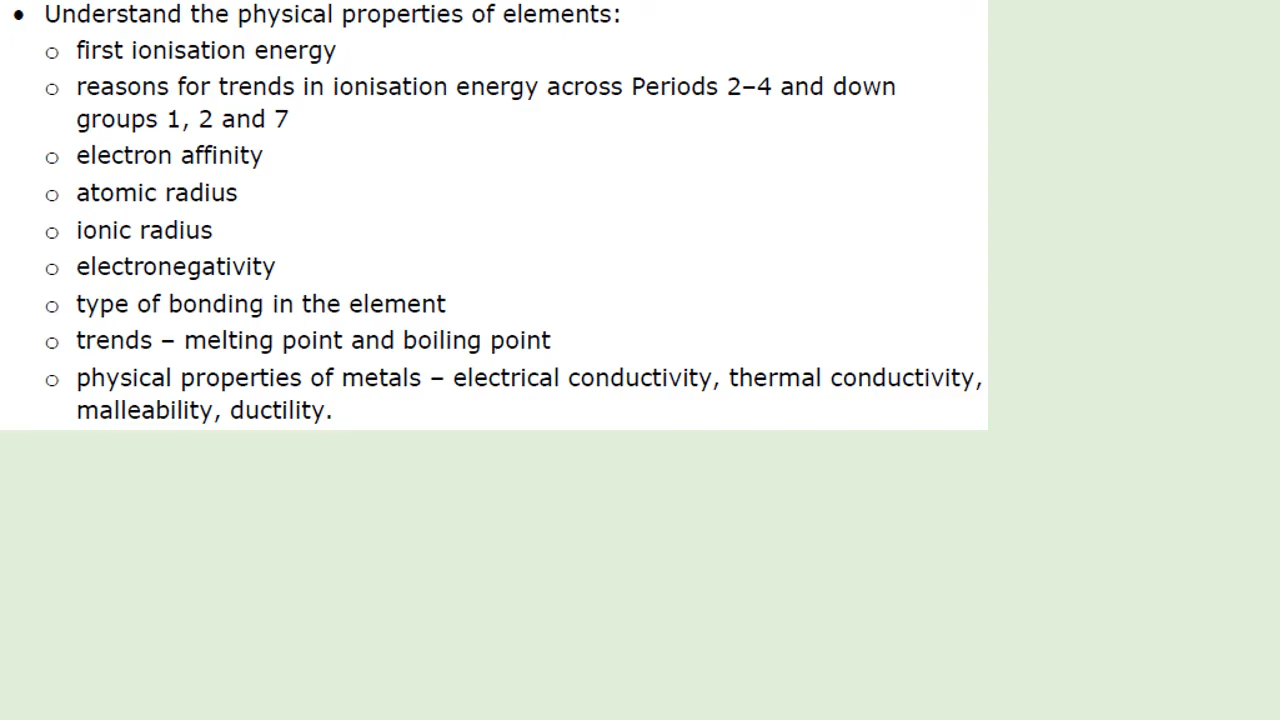 • Understand the physical properties of elements:
o first ionisation energy
o reasons for trends in ionisation energy across Periods 2–4 and down
groups 1, 2 and 7
o electron affinity
o atomic radius
o ionic radius
o electronegativity
o type of bonding in the element
o trends – melting point and boiling point
o physical properties of metals – electrical conductivity, thermal conductivity,
malleability, ductility.